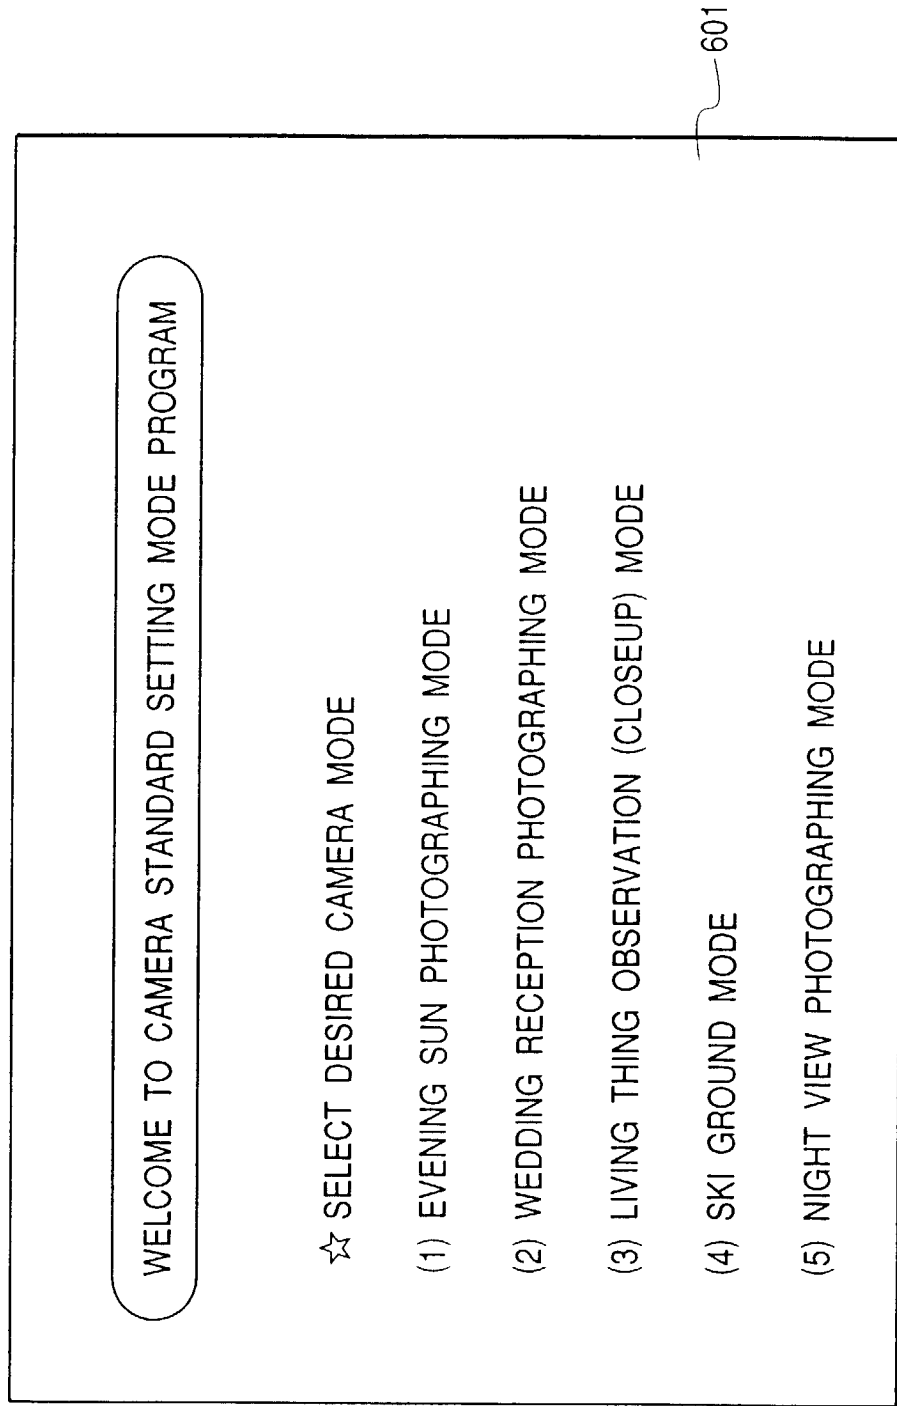 WELCOME TO CAMERA STANDARD SETTING MODE PROGRAM
☆ SELECT DESIRED CAMERA MODE
(1) EVENING SUN PHOTOGRAPHING MODE
(2) WEDDING RECEPTION PHOTOGRAPHING MODE
(3) LIVING THING OBSERVATION (CLOSEUP) MODE
(4) SKI GROUND MODE
(5) NIGHT VIEW PHOTOGRAPHING MODE
601